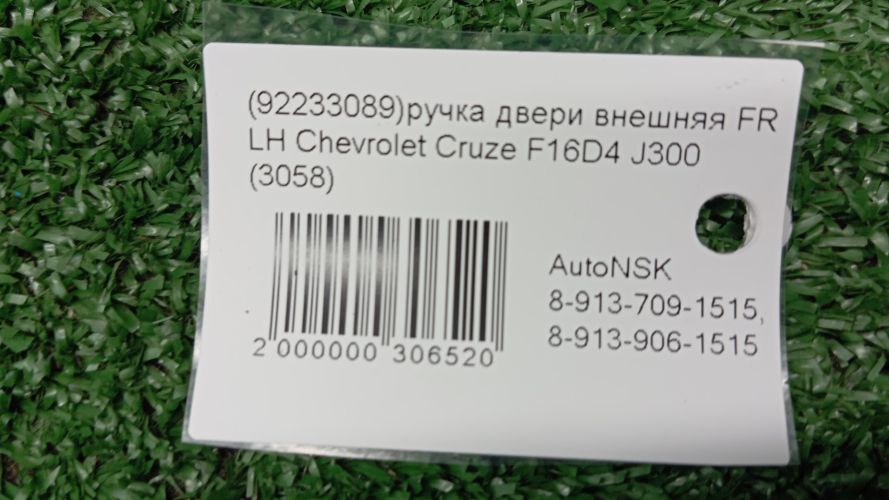 (92233089)ручка двери внешняя FR
LH Chevrolet Cruze F16D4 J300
(3058)
AutoNSK
8-913-709-1515,
8-913-906-1515
2 000000 306520